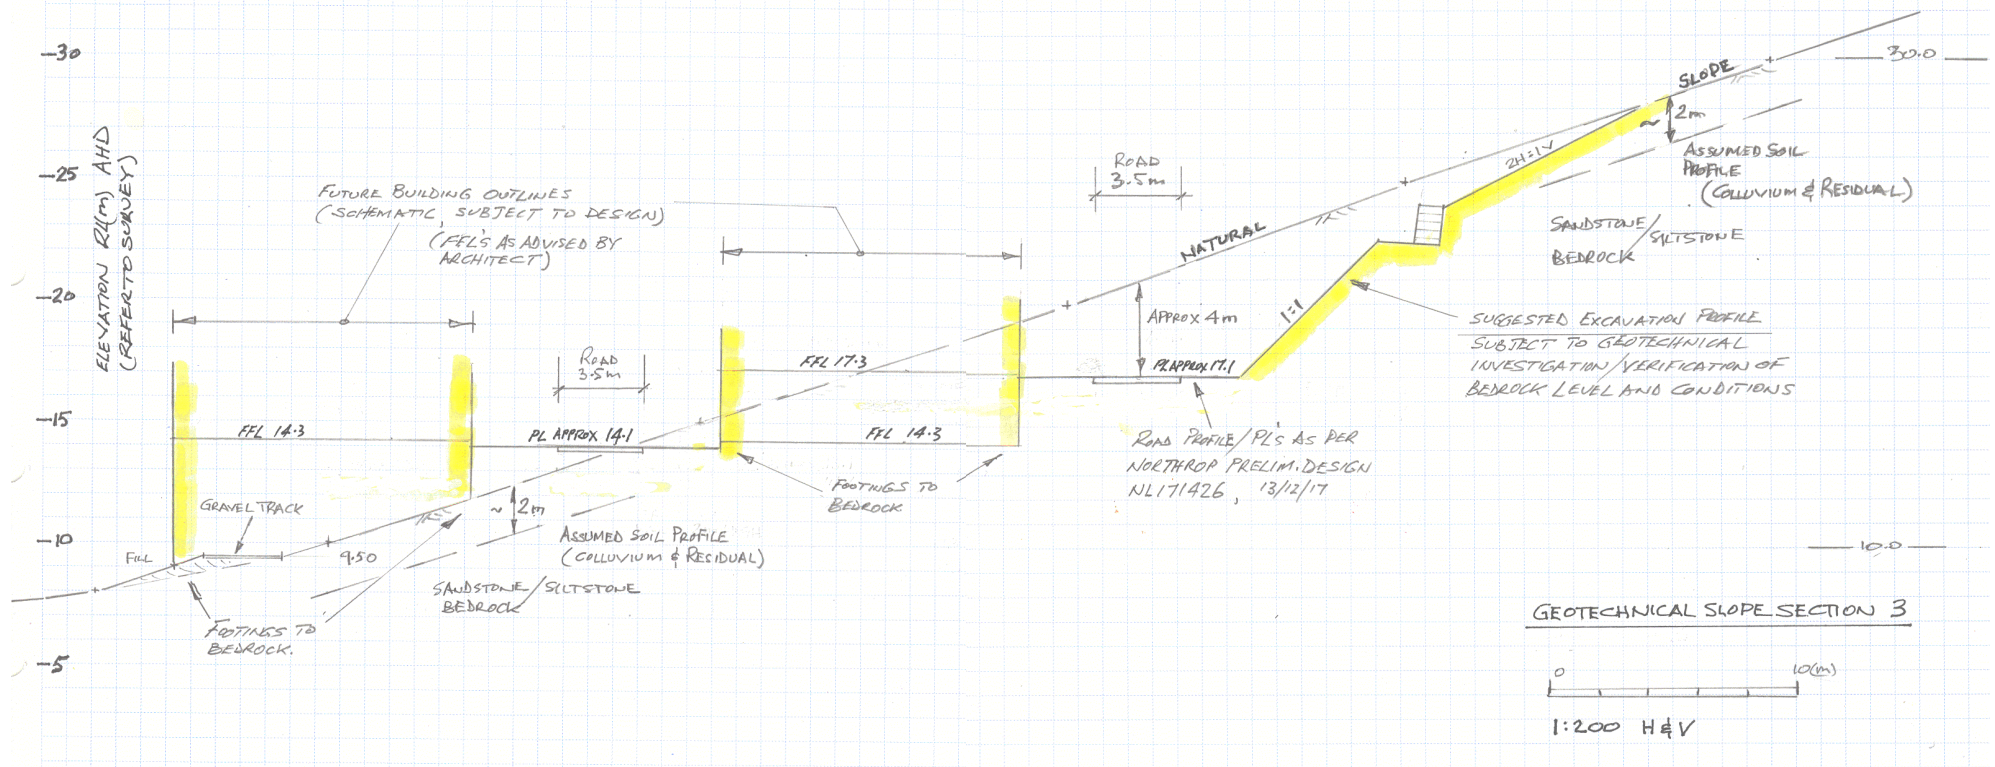 30
25
20
15
10
5
ELEVATION RL(m) AHD
(REFER TO SURVEY)
FUTURE BUILDING OUTLINES
(SCHEMATIC, SUBJECT TO DESIGN)
(FFL'S AS ADVISED BY
ARCHITECT)
FFL 14.3
GRAVEL TRACK
FILL
9.50
FOOTINGS TO
BEDROCK.
ROAD
3.5m
PL APPROX 14.1
~ 2m
ASSUMED SOIL PROFILE
(COLLUVIUM & RESIDUAL)
SANDSTONE/SILTSTONE
BEDROCK
FFL 17.3
FFL 14.3
FOOTINGS TO
BEDROCK
ROAD
3.5m
NATURAL
SLOPE
APPROX 4m
PL APPROX 17.1
1:1
2H:1V
ROAD PROFILE/PL'S AS PER
NORTHROP PRELIM. DESIGN
NL171426, 13/12/17
30.0
~ 2m
ASSUMED SOIL
PROFILE
(COLLUVIUM & RESIDUAL)
SANDSTONE/
SILTSTONE
BEDROCK
SUGGESTED EXCAVATION PROFILE
SUBJECT TO GEOTECHNICAL
INVESTIGATION/VERIFICATION OF
BEDROCK LEVEL AND CONDITIONS
10.0
GEOTECHNICAL SLOPE SECTION 3
0 10(m)
1:200 H&V